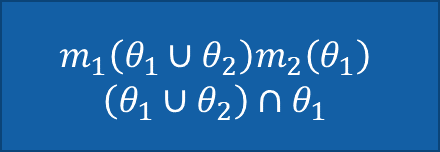 𝑚₁(𝜃₁ ∪ 𝜃₂)𝑚₂(𝜃₁)
(𝜃₁ ∪ 𝜃₂) ∩ 𝜃₁